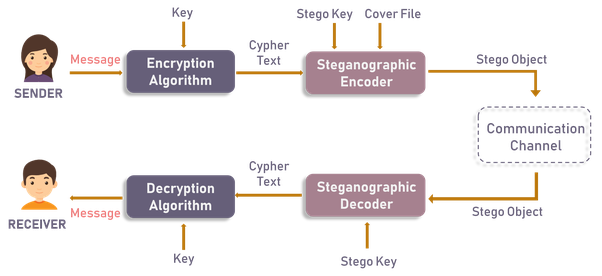 Key
Stego Key
Cover File
Message
Encryption
Algorithm
Cypher
Text
Steganographic
Encoder
Stego Object
SENDER
Communication
Channel
Message
Decryption
Algorithm
Cypher
Text
Steganographic
Decoder
Stego Object
RECEIVER
Key
Stego Key